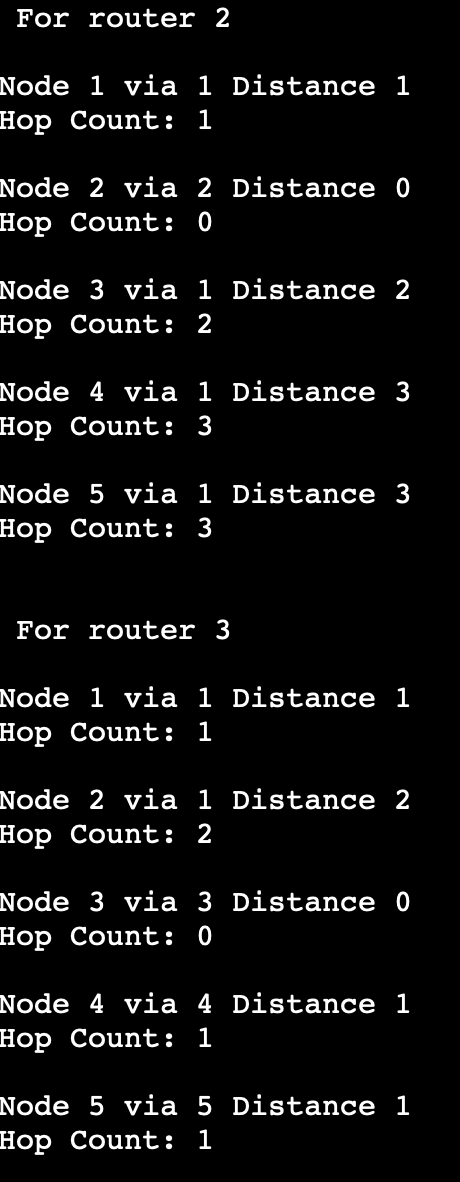 For router 2
Node 1 via 1 Distance 1
Hop Count: 1
Node 2 via 2 Distance 0
Hop Count: 0
Node 3 via 1 Distance 2
Hop Count: 2
Node 4 via 1 Distance 3
Hop Count: 3
Node 5 via 1 Distance 3
Hop Count: 3
For router 3
Node 1 via 1 Distance 1
Hop Count: 1
Node 2 via 1 Distance 2
Hop Count: 2
Node 3 via 3 Distance 0
Hop Count: 0
Node 4 via 4 Distance 1
Hop Count: 1
Node 5 via 5 Distance 1
Hop Count: 1